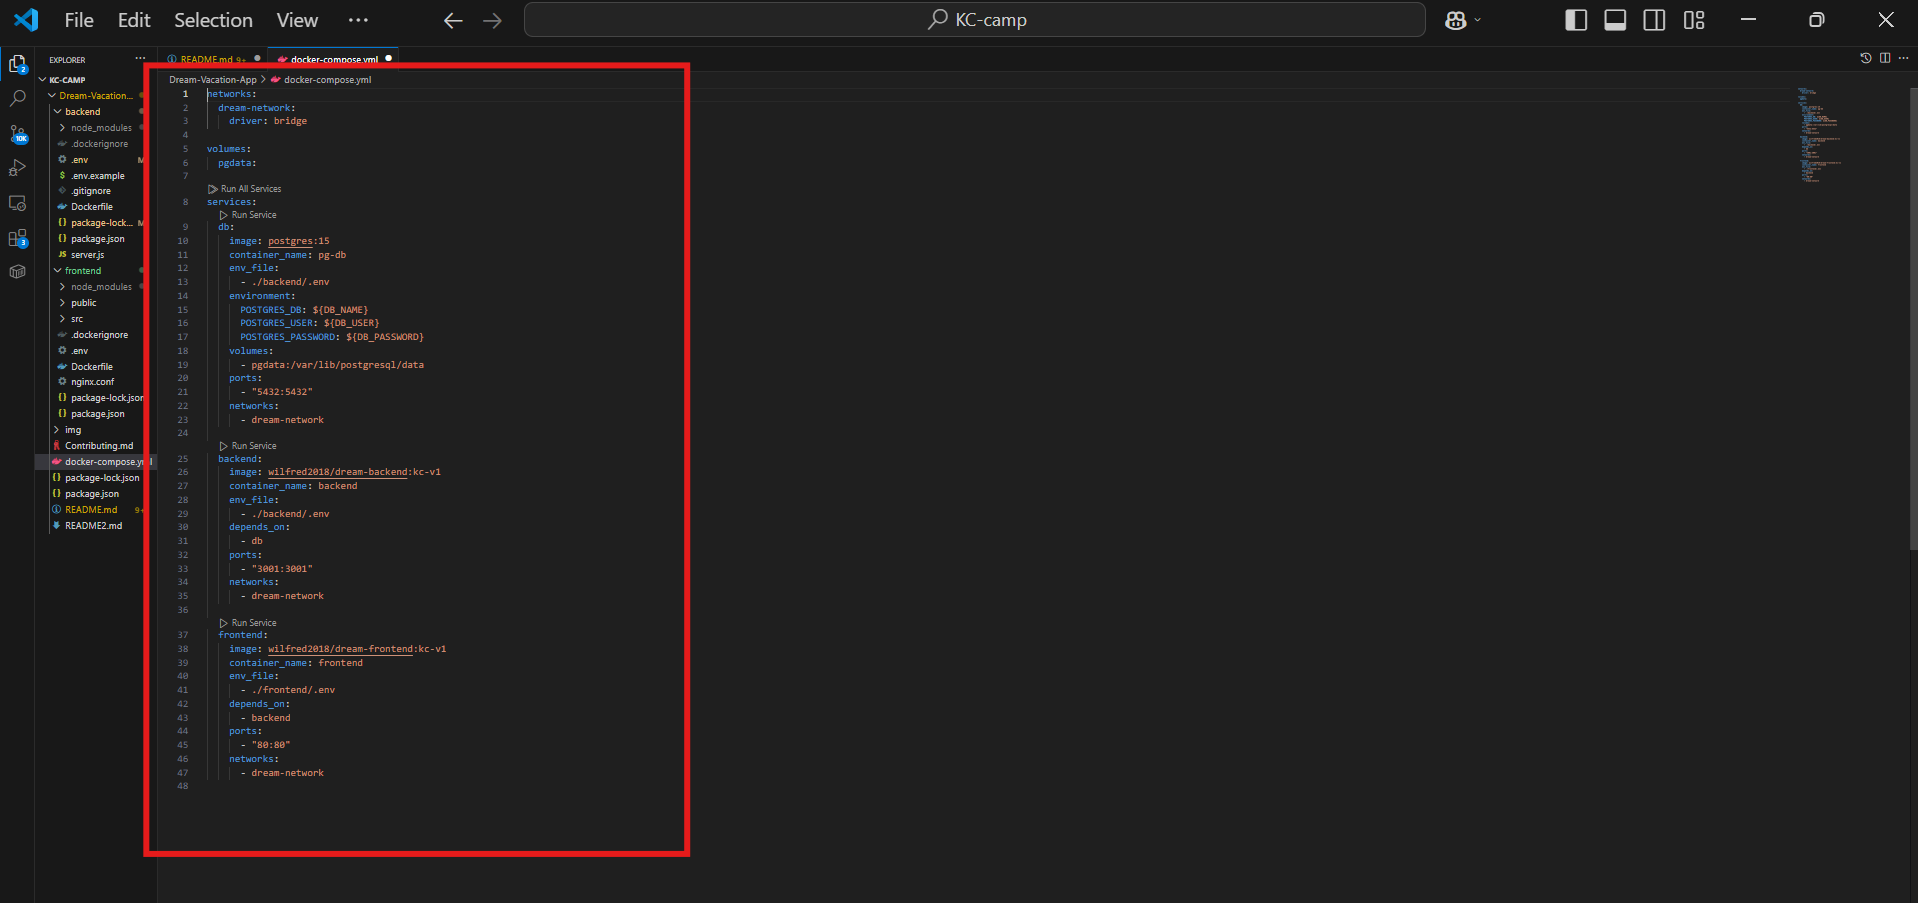 File Edit Selection View ··· KC-camp
EXPLORER ···
KC-CAMP
Dream-Vacation...
backend
node_modules
.dockerignore
.env M
$ .env.example
.gitignore
Dockerfile
{} package-lock... M
{} package.json
JS server.js
frontend
node_modules
public
src
.dockerignore
.env
Dockerfile
nginx.conf
{} package-lock.json
{} package.json
img
Contributing.md
docker-compose.yml
{} package-lock.json
{} package.json
README.md 9+
README2.md
2
10K
3
README.md 9+ docker-compose.yml
Dream-Vacation-App > docker-compose.yml
1 networks:
2 dream-network:
3 driver: bridge
4
5 volumes:
6 pgdata:
7
Run All Services
8 services:
Run Service
9 db:
10 image: postgres:15
11 container_name: pg-db
12 env_file:
13 - ./backend/.env
14 environment:
15 POSTGRES_DB: ${DB_NAME}
16 POSTGRES_USER: ${DB_USER}
17 POSTGRES_PASSWORD: ${DB_PASSWORD}
18 volumes:
19 - pgdata:/var/lib/postgresql/data
20 ports:
21 - "5432:5432"
22 networks:
23 - dream-network
24
Run Service
25 backend:
26 image: wilfred2018/dream-backend:kc-v1
27 container_name: backend
28 env_file:
29 - ./backend/.env
30 depends_on:
31 - db
32 ports:
33 - "3001:3001"
34 networks:
35 - dream-network
36
Run Service
37 frontend:
38 image: wilfred2018/dream-frontend:kc-v1
39 container_name: frontend
40 env_file:
41 - ./frontend/.env
42 depends_on:
43 - backend
44 ports:
45 - "80:80"
46 networks:
47 - dream-network
48